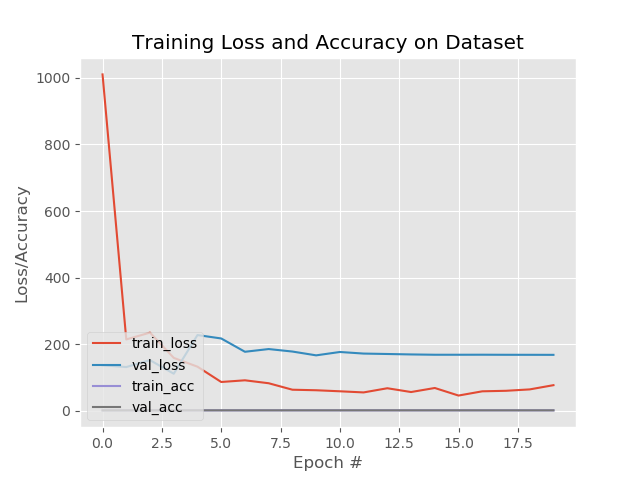 Training Loss and Accuracy on Dataset
1000
800
600
400
200
0
Loss/Accuracy
train_loss
val_loss
train_acc
val_acc
0.0 2.5 5.0 7.5 10.0 12.5 15.0 17.5
Epoch #